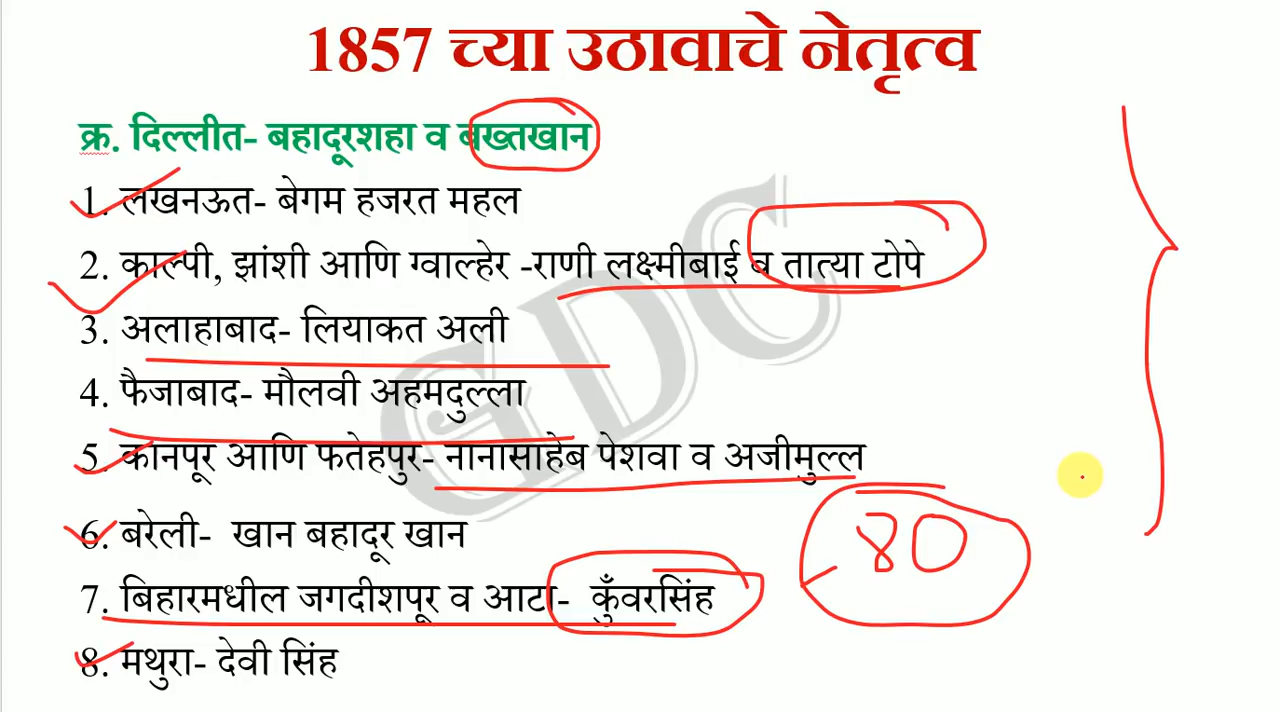 1857 च्या उठावाचे नेतृत्व
क्र. दिल्लीत- बहादूरशहा व बख्तखान
1. लखनऊत- बेगम हजरत महल
2. काल्पी, झांशी आणि ग्वाल्हेर -राणी लक्ष्मीबाई व तात्या टोपे
3. अलाहाबाद- लियाकत अली
4. फैजाबाद- मौलवी अहमदुल्ला
5. कानपूर आणि फतेहपुर- नानासाहेब पेशवा व अजीमुल्ल
6. बरेली- खान बहादूर खान
80
7. बिहारमधील जगदीशपूर व आटा- कुँवरसिंह
8. मथुरा- देवी सिंह
GDC